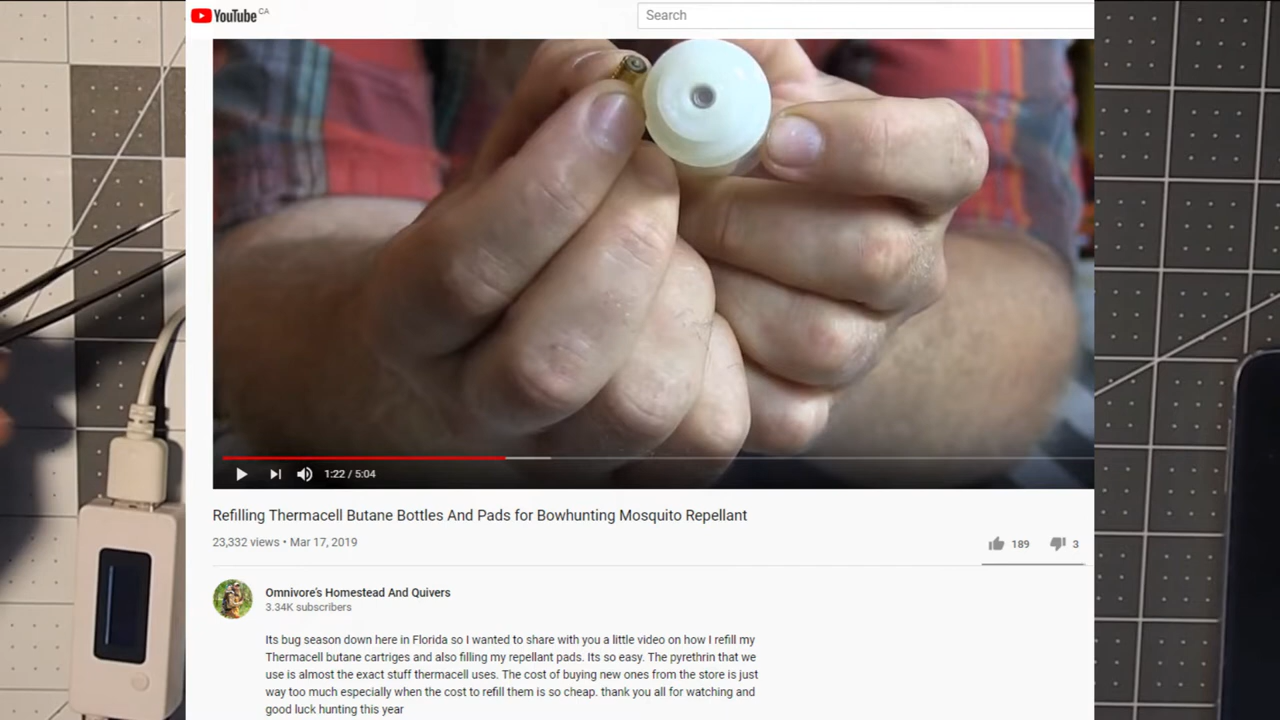 YouTube CA
Search
1:22 / 5:04
Refilling Thermacell Butane Bottles And Pads for Bowhunting Mosquito Repellant
23,332 views • Mar 17, 2019
189
3
Omnivore's Homestead And Quivers
3.34K subscribers
Its bug season down here in Florida so I wanted to share with you a little video on how I refill my
Thermacell butane cartriges and also filling my repellant pads. Its so easy. The pyrethrin that we
use is almost the exact stuff thermacell uses. The cost of buying new ones from the store is just
way too much especially when the cost to refill them is so cheap. thank you all for watching and
good luck hunting this year